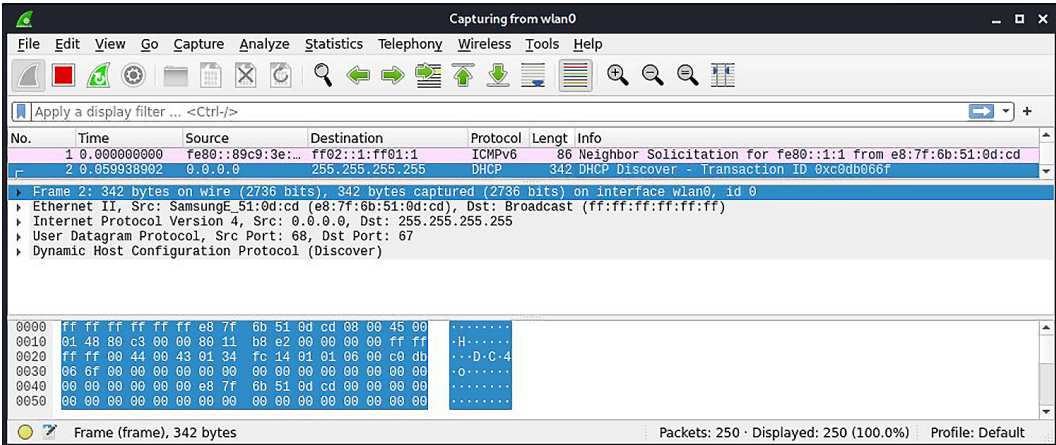 Capturing from wlan0
File Edit View Go Capture Analyze Statistics Telephony Wireless Tools Help
Apply a display filter ... <Ctrl-/>
No. Time Source Destination Protocol Lengt Info
1 0.000000000 fe80::89c9:3e:… ff02::1:ff01:1 ICMPv6 86 Neighbor Solicitation for fe80::1:1 from e8:7f:6b:51:0d:cd
2 0.059938902 0.0.0.0 255.255.255.255 DHCP 342 DHCP Discover - Transaction ID 0xc0db066f
Frame 2: 342 bytes on wire (2736 bits), 342 bytes captured (2736 bits) on interface wlan0, id 0
Ethernet II, Src: SamsungE_51:0d:cd (e8:7f:6b:51:0d:cd), Dst: Broadcast (ff:ff:ff:ff:ff:ff)
Internet Protocol Version 4, Src: 0.0.0.0, Dst: 255.255.255.255
User Datagram Protocol, Src Port: 68, Dst Port: 67
Dynamic Host Configuration Protocol (Discover)
0000 ff ff ff ff ff ff e8 7f 6b 51 0d cd 08 00 45 00 ········
0010 01 48 80 c3 00 00 80 11 b8 e2 00 00 00 00 ff ff ·H······
0020 ff ff 00 44 00 43 01 34 fc 14 01 01 06 00 c0 db ···D·C·4
0030 06 6f 00 00 00 00 00 00 00 00 00 00 00 00 00 00 ·o······
0040 00 00 00 00 00 00 e8 7f 6b 51 0d cd 00 00 00 00 ········
0050 00 00 00 00 00 00 00 00 00 00 00 00 00 00 00 00 ········
Frame (frame), 342 bytes Packets: 250 · Displayed: 250 (100.0%) Profile: Default